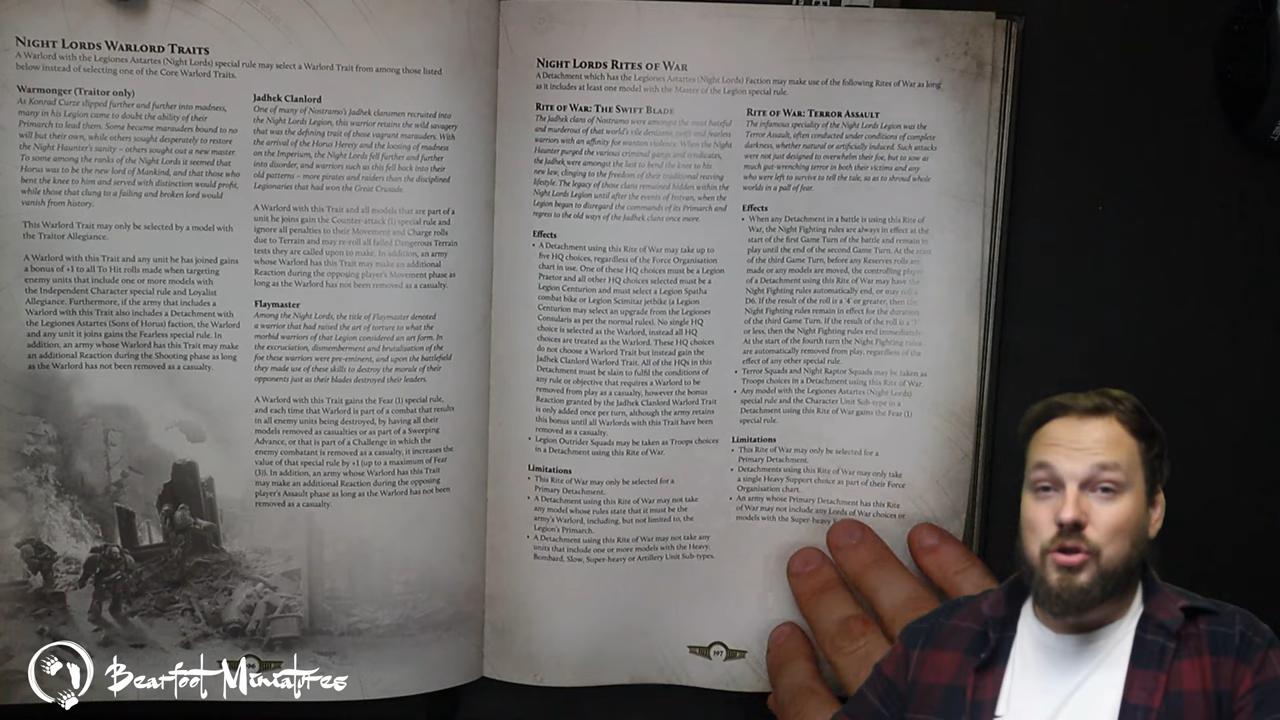 NIGHT LORDS WARLORD TRAITS
A Warlord with the Legiones Astartes (Night Lords) special rule may select a Warlord Trait from among those listed
below instead of selecting one of the Core Warlord Traits.
Warmonger (Traitor only)
As Konrad Curze slipped further and further into madness,
many in his Legion came to doubt the ability of their
Primarch to lead them. Some became marauders bound to no
will but their own, while others sought desperately to restore
the Night Haunter's sanity – others sought out a new master.
To some among the ranks of the Night Lords it seemed that
Horus was to be the new lord of Mankind, and that those who
bent the knee to him and served with distinction would profit,
while those that clung to a failing and broken lord would
vanish from history.
This Warlord Trait may only be selected by a model with
the Traitor Allegiance.
A Warlord with this Trait and any unit he has joined gains
a bonus of +1 to all To Hit rolls made when targeting
enemy units that include one or more models with
the Independent Character special rule and Loyalist
Allegiance. Furthermore, if the army that includes a
Warlord with this Trait also includes a Detachment with
the Legiones Astartes (Sons of Horus) faction, the Warlord
and any unit it joins gains the Fearless special rule. In
addition, an army whose Warlord has this Trait may make
an additional Reaction during the Shooting phase as long
as the Warlord has not been removed as a casualty.
Jadhek Clanlord
One of many of Nostramo's Jadhek clansmen recruited into
the Night Lords Legion, this warrior retains the wild savagery
that was the defining trait of those vagrant marauders. With
the arrival of the Horus Heresy and the loosing of madness
on the Imperium, the Night Lords fell further and further
into disorder, and warriors such as this fell back into their
old patterns – more pirates and raiders than the disciplined
Legionaries that had won the Great Crusade.
A Warlord with this Trait and all models that are part of a
unit he joins gain the Counter-attack (1) special rule and
ignore all penalties to their Movement and Charge rolls
due to Terrain and may re-roll all failed Dangerous Terrain
tests they are called upon to make. In addition, an army
whose Warlord has this Trait may make an additional
Reaction during the opposing player's Movement phase as
long as the Warlord has not been removed as a casualty.
Flaymaster
Among the Night Lords, the title of Flaymaster denoted
a warrior that had raised the art of torture to what the
morbid warriors of that Legion considered an art form. In
the excruciation, dismemberment and brutalisation of the
foe these warriors were pre-eminent, and upon the battlefield
they made use of these skills to destroy the morale of their
opponents just as their blades destroyed their leaders.
A Warlord with this Trait gains the Fear (1) special rule,
and each time that Warlord is part of a combat that results
in all enemy units being destroyed, by having all their
models removed as casualties or as part of a Sweeping
Advance, or that is part of a Challenge in which the
enemy combatant is removed as a casualty, it increases the
value of that special rule by +1 (up to a maximum of Fear
(3)). In addition, an army whose Warlord has this Trait
may make an additional Reaction during the opposing
player's Assault phase as long as the Warlord has not been
removed as a casualty.
NIGHT LORDS RITES OF WAR
A Detachment which has the Legiones Astartes (Night Lords) Faction may make use of the following Rites of War as long
as it includes at least one model with the Master of the Legion special rule.
RITE OF WAR: THE SWIFT BLADE
The Jadhek clans of Nostramo were amongst the most hateful
and murderous of that world's vile denizens, swift and fearless
warriors with an affinity for wanton violence. When the Night
Haunter purged the various criminal gangs and syndicates,
the Jadhek were amongst the last to bend the knee to his
new law, clinging to the freedom of their traditional reaving
lifestyle. The legacy of those clans remained hidden within the
Night Lords Legion until after the events of Isstvan, when the
Legion began to disregard the commands of its Primarch and
regress to the old ways of the Jadhek clans once more.
Effects
• A Detachment using this Rite of War may take up to
five HQ choices, regardless of the Force Organisation
chart in use. One of these HQ choices must be a Legion
Praetor and all other HQ choices selected must be a
Legion Centurion and must select a Legion Spatha
combat bike or Legion Scimitar jetbike (a Legion
Centurion may select an upgrade from the Legiones
Consularis as per the normal rules). No single HQ
choice is selected as the Warlord, instead all HQ
choices are treated as the Warlord. These HQ choices
do not choose a Warlord Trait but instead gain the
Jadhek Clanlord Warlord Trait. All of the HQs in this
Detachment must be slain to fulfil the conditions of
any rule or objective that requires a Warlord to be
removed from play as a casualty, however the bonus
Reaction granted by the Jadhek Clanlord Warlord Trait
is only added once per turn, although the army retains
this bonus until all Warlords with this Trait have been
removed as a casualty.
• Legion Outrider Squads may be taken as Troops choices
in a Detachment using this Rite of War.
Limitations
• This Rite of War may only be selected for a
Primary Detachment.
• A Detachment using this Rite of War may not take
any model whose rules state that it must be the
army's Warlord, including, but not limited to, the
Legion's Primarch.
• A Detachment using this Rite of War may not take any
units that include one or more models with the Heavy,
Bombard, Slow, Super-heavy or Artillery Unit Sub-types.
RITE OF WAR: TERROR ASSAULT
The infamous speciality of the Night Lords Legion was the
Terror Assault, often conducted under conditions of complete
darkness, whether natural or artificially induced. Such attacks
were not just designed to overwhelm their foe, but to sow as
much gut-wrenching terror in both their victims and any
who were left to survive to tell the tale, so as to shroud whole
worlds in a pall of fear.
Effects
• When any Detachment in a battle is using this Rite of
War, the Night Fighting rules are always in effect at the
start of the first Game Turn of the battle and remain in
play until the end of the second Game Turn. At the start
of the third Game Turn, before any Reserves rolls are
made or any models are moved, the controlling player
of a Detachment using this Rite of War may have the
Night Fighting rules automatically end, or may roll a
D6. If the result of the roll is a '4' or greater, then the
Night Fighting rules remain in effect for the duration
of the third Game Turn. If the result of the roll is a '3'
or less, then the Night Fighting rules end immediately.
At the start of the fourth turn the Night Fighting rules
are automatically removed from play, regardless of the
effect of any other special rule.
• Terror Squads and Night Raptor Squads may be taken as
Troops choices in a Detachment using this Rite of War.
• Any model with the Legiones Astartes (Night Lords)
special rule and the Character Unit Sub-type in a
Detachment using this Rite of War gains the Fear (1)
special rule.
Limitations
• This Rite of War may only be selected for a
Primary Detachment.
• Detachments using this Rite of War may only take
a single Heavy Support choice as part of their Force
Organisation chart.
• An army whose Primary Detachment has this Rite
of War may not include any Lords of War choices or
models with the Super-heavy
197
Bearfoot Miniatures